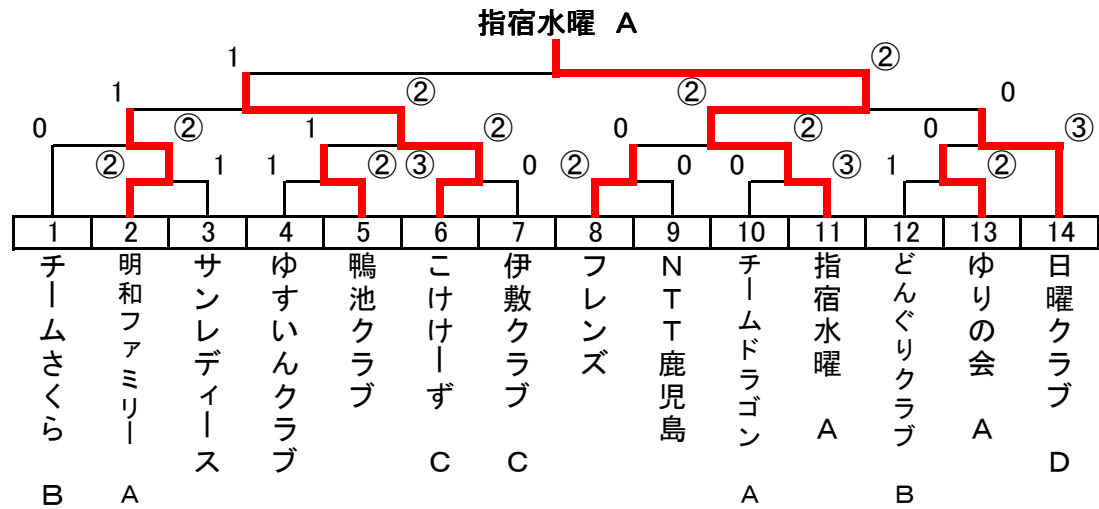 指宿水曜 A
1 ②
1 ② ② 0
0 ② 1 ② 0 ② 0 ③
② 1 1 ② ③ 0 ② 0 0 ③ 1 ②
1 2 3 4 5 6 7 8 9 10 11 12 13 14
チームさくら B
明和ファミリー A
サンレディース
ゆすいんクラブ
鴨池クラブ
こけけーず C
伊敷クラブ C
フレンズ
NTT鹿児島
チームドラゴン A
指宿水曜 A
どんぐりクラブ B
ゆりの会 A
日曜クラブ D